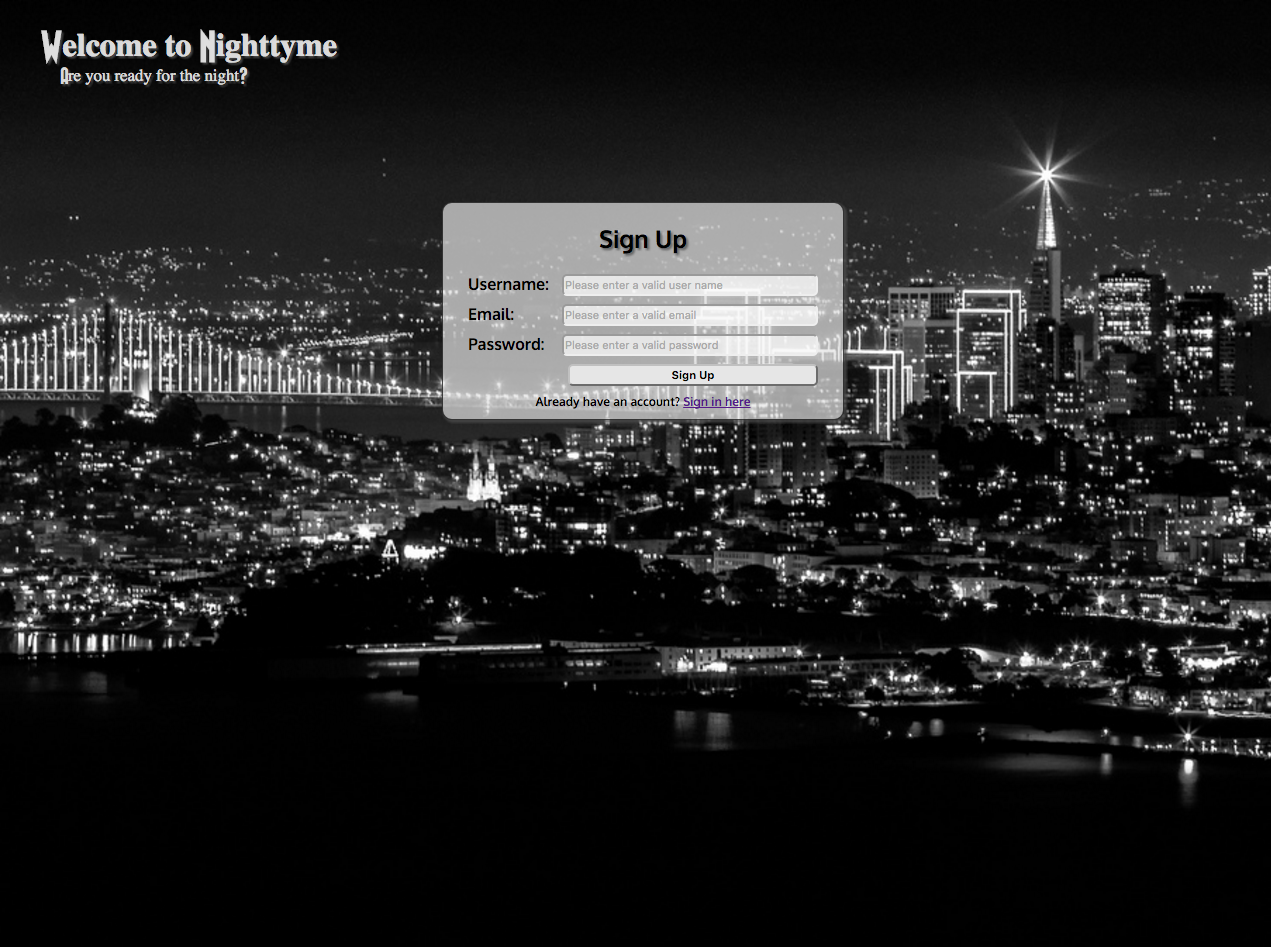 Welcome to Nighttyme
Are you ready for the night?
Sign Up
Username: Please enter a valid user name
Email: Please enter a valid email
Password: Please enter a valid password
Sign Up
Already have an account? Sign in here